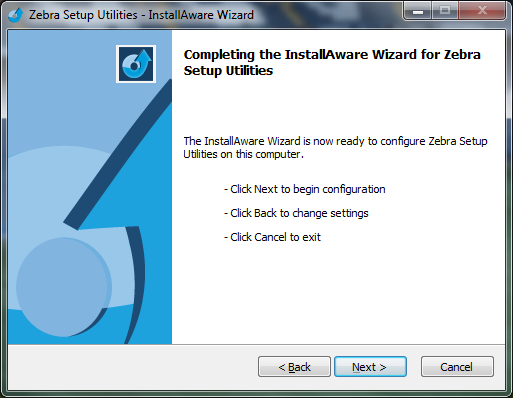 Zebra Setup Utilities - InstallAware Wizard
Completing the InstallAware Wizard for Zebra
Setup Utilities
The InstallAware Wizard is now ready to configure Zebra Setup
Utilities on this computer.
- Click Next to begin configuration
- Click Back to change settings
- Click Cancel to exit
< Back
Next >
Cancel